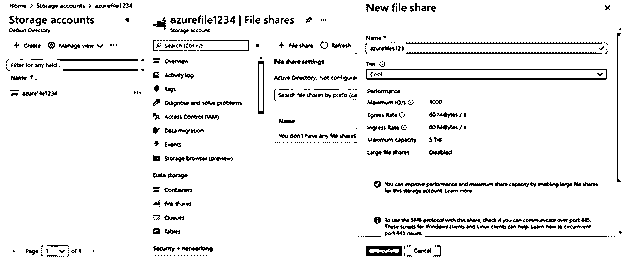 Home > Storage accounts > azurefile1234
Storage accounts
Default Directory
+ Create
Manage view
Filter for any field...
Name
azurefile1234
Page 1 of 1
azurefile1234 | File shares
Storage account
Search (Ctrl+/)
Overview
Activity log
Tags
Diagnose and solve problems
Access Control (IAM)
Data migration
Events
Storage browser (preview)
Data storage
Containers
File shares
Queues
Tables
Security + networking
+ File share
Refresh
File share settings
Active Directory: Not configured
Search file shares by prefix
Name
You don't have any file shares
New file share
Name *
azurefiles123
Tier
Cool
Performance
Maximum IO/s 1000
Egress Rate 60 MiBytes / s
Ingress Rate 60 MiBytes / s
Maximum capacity 5 TiB
Large file shares Disabled
You can improve performance and maximum share capacity by enabling large file shares
for this storage account. Learn more
To use the SMB protocol with this share, check if you can communicate over port 445.
These scripts for Windows clients and Linux clients can help. Learn how to circumvent
port 445 issues.
Cancel